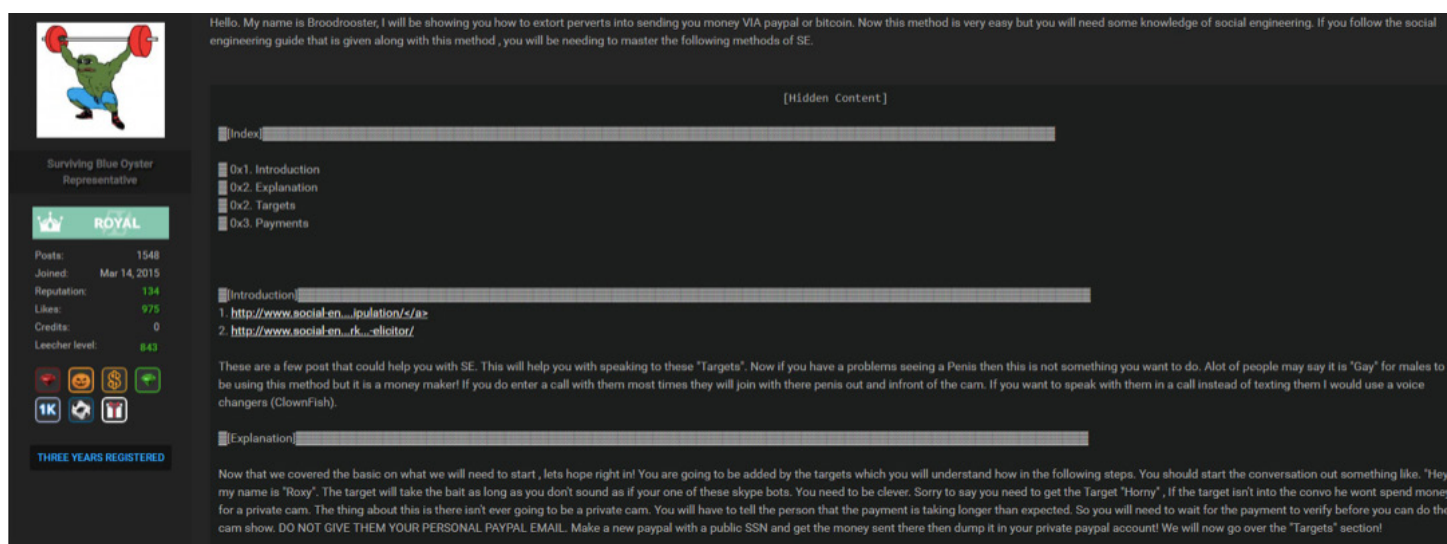 Hello. My name is Broodrooster, I will be showing you how to extort perverts into sending you money VIA paypal or bitcoin. Now this method is very easy but you will need some knowledge of social engineering. If you follow the social
engineering guide that is given along with this method , you will be needing to master the following methods of SE.
[Hidden Content]
[Index]
0x1. Introduction
0x2. Explanation
0x2. Targets
0x3. Payments
Surviving Blue Oyster
Representative
ROYAL
Posts: 1548
Joined: Mar 14, 2015
Reputation: 134
Likes: 975
Credits: 0
Leecher level: 843
1K
THREE YEARS REGISTERED
[Introduction]
1. http://www.social-en....ipulation/</a>
2. http://www.social-en...rk...-elicitor/
These are a few post that could help you with SE. This will help you with speaking to these "Targets". Now if you have a problems seeing a Penis then this is not something you want to do. Alot of people may say it is "Gay" for males to
be using this method but it is a money maker! If you do enter a call with them most times they will join with there penis out and infront of the cam. If you want to speak with them in a call instead of texting them I would use a voice
changers (ClownFish).
[Explanation]
Now that we covered the basic on what we will need to start , lets hope right in! You are going to be added by the targets which you will understand how in the following steps. You should start the conversation out something like. "Hey
my name is "Roxy". The target will take the bait as long as you don't sound as if your one of these skype bots. You need to be clever. Sorry to say you need to get the Target "Horny" , If the target isn't into the convo he wont spend money
for a private cam. The thing about this is there isn't ever going to be a private cam. You will have to tell the person that the payment is taking longer than expected. So you will need to wait for the payment to verify before you can do the
cam show. DO NOT GIVE THEM YOUR PERSONAL PAYPAL EMAIL. Make a new paypal with a public SSN and get the money sent there then dump it in your private paypal account! We will now go over the "Targets" section!